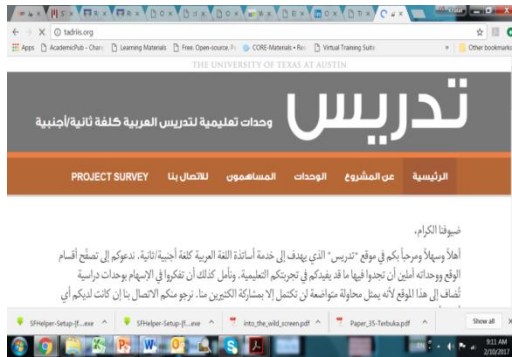 tadriis.org
Apps
AcademicPub - Chan
Learning Materials
Free, Open-source, P
CORE-Materials • Re
Virtual Training Suite
Other bookmarks
THE UNIVERSITY OF TEXAS AT AUSTIN
تدريس
وحدات تعليمية لتدريس العربية كلغة ثانية/أجنبية
الرئيسية
عن المشروع
الوحدات
المساهمون
للاتصال بنا
PROJECT SURVEY
ضيوفنا الكرام،
أهلاً وسهلاً ومرحباً بكم في موقع "تدريس" الذي يهدف إلى خدمة أساتذة اللغة العربية كلغة أجنبية/ثانية. ندعوكم إلى تصفّح أقسام
الوقع ووحداته آملين أن تجدوا فيها ما قد يفيدكم في تجربتكم التعليمية. ونأمل كذلك أن تفكروا في الإسهام بوحدات دراسية
تُضاف إلى هذا الموقع لأنه يمثل محاولة متواضعة لن تكتمل إلا بمشاركة الكثيرين منا. نرجو منكم الاتصال بنا إن كانت لديكم أي
SFHelper-Setup-[f...exe
SFHelper-Setup-[f...exe
into_the_wild_screen.pdf
Paper_35-Terbuka.pdf
Show all
9:11 AM
2/10/2017